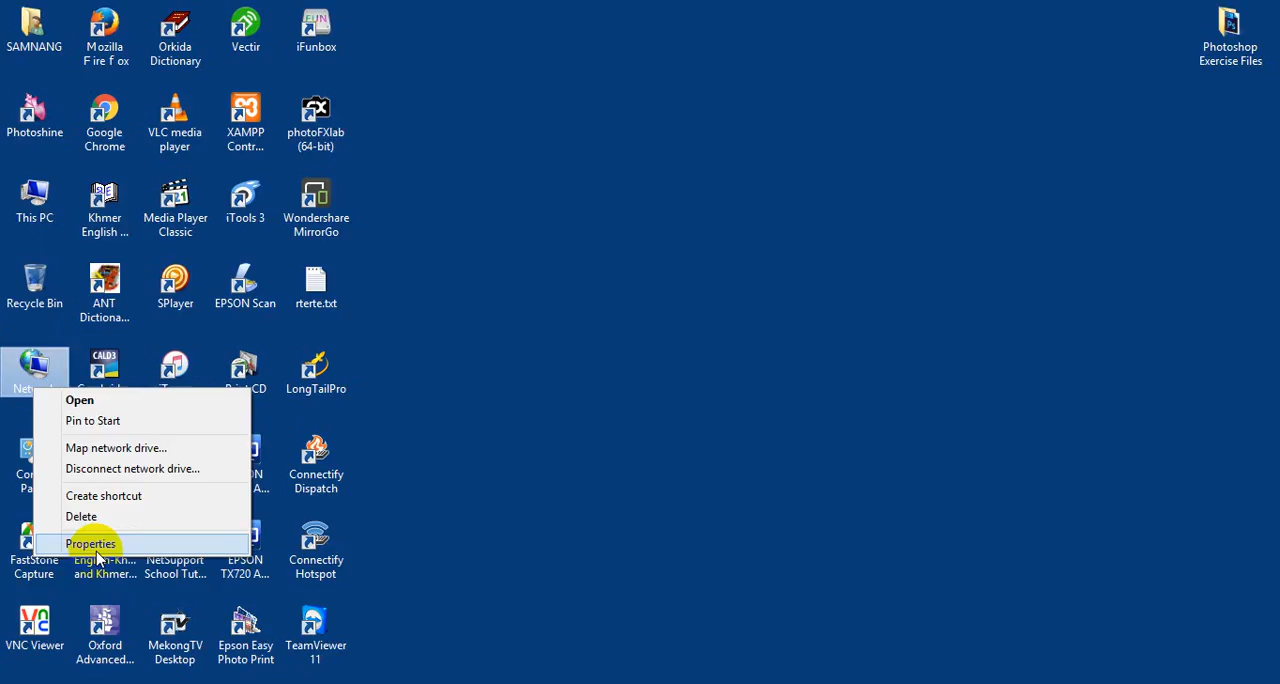 SAMNANG
Mozilla
Firefox
Orkida
Dictionary
Vectir
iFunbox
Photoshop
Exercise Files
Photoshine
Google
Chrome
VLC media
player
XAMPP
Contr...
photoFXlab
(64-bit)
This PC
Khmer
English ...
Media Player
Classic
iTools 3
Wondershare
MirrorGo
Recycle Bin
ANT
Dictiona...
SPlayer
EPSON Scan
rterte.txt
CALD3
LongTailPro
Open
Pin to Start
Map network drive...
Disconnect network drive...
Create shortcut
Delete
Properties
Connectify
Dispatch
FastStone
Capture
English-Kh...
and Khmer...
NetSupport
School Tut...
EPSON
TX720 A...
Connectify
Hotspot
VNC Viewer
Oxford
Advanced...
MekongTV
Desktop
Epson Easy
Photo Print
TeamViewer
11